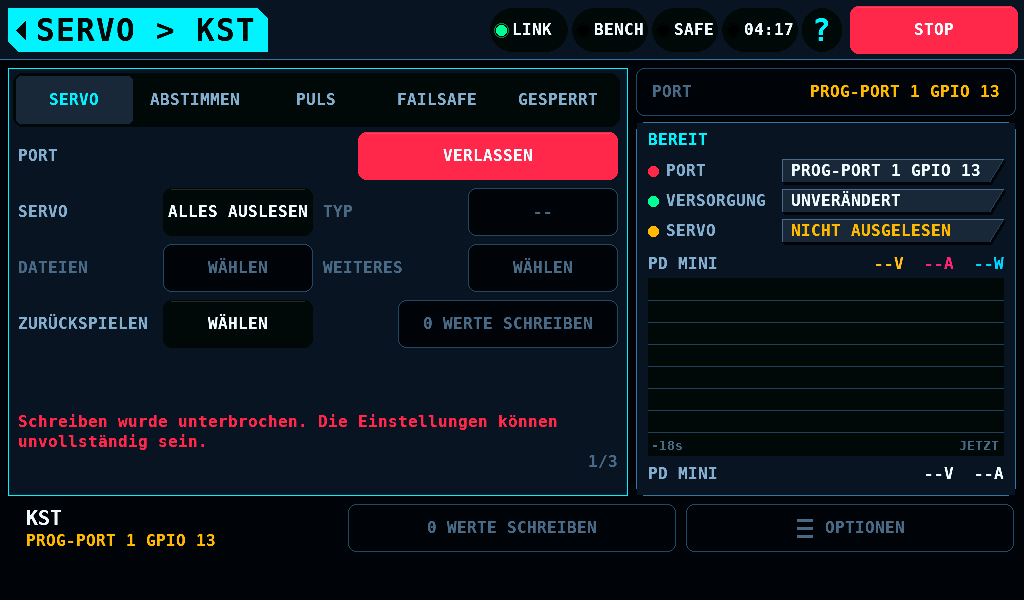 SERVO > KST
LINK
BENCH
SAFE
04:17
?
STOP
SERVO
ABSTIMMEN
PULS
FAILSAFE
GESPERRT
PORT
VERLASSEN
SERVO
ALLES AUSLESEN
TYP
--
DATEIEN
WÄHLEN
WEITERES
WÄHLEN
ZURÜCKSPIELEN
WÄHLEN
0 WERTE SCHREIBEN
Schreiben wurde unterbrochen. Die Einstellungen können
unvollständig sein.
1/3
PORT
PROG-PORT 1 GPIO 13
BEREIT
PORT
PROG-PORT 1 GPIO 13
VERSORGUNG
UNVERÄNDERT
SERVO
NICHT AUSGELESEN
PD MINI
--V
--A
--W
-18s
JETZT
PD MINI
--V
--A
KST
PROG-PORT 1 GPIO 13
0 WERTE SCHREIBEN
OPTIONEN